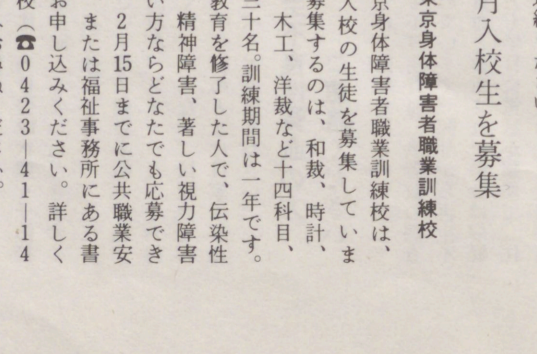 月入校生を募集
東京身体障害者職業訓練校
京身体障害者職業訓練校は、
入校の生徒を募集していま
募集するのは、和裁、時計、
木工、洋裁など十四科目、
三十名。訓練期間は一年です。
教育を修了した人で、伝染性
精神障害、著しい視力障害
い方ならどなたでも応募でき
2月15日までに公共職業安
または福祉事務所にある書
お申し込みください。詳しく
校(☎0423―41―14